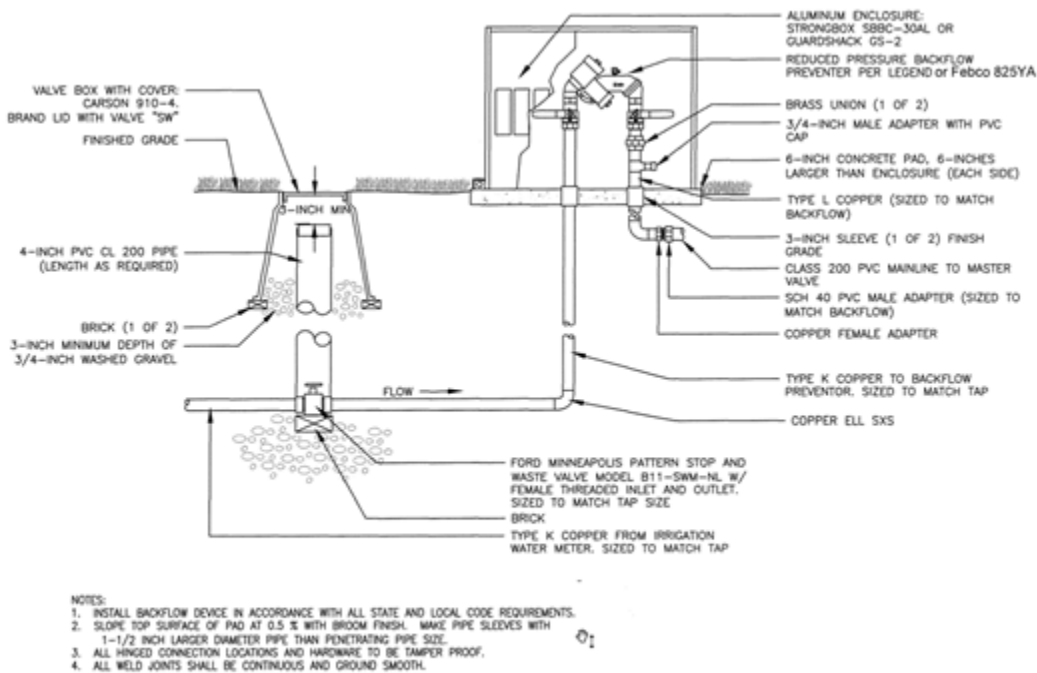 VALVE BOX WITH COVER:
CARSON 910-4.
BRAND LID WITH VALVE "SW"
FINISHED GRADE
3-INCH MIN
4-INCH PVC CL 200 PIPE
(LENGTH AS REQUIRED)
BRICK (1 OF 2)
3-INCH MINIMUM DEPTH OF
3/4-INCH WASHED GRAVEL
FLOW
ALUMINUM ENCLOSURE:
STRONGBOX SBBC-30AL OR
GUARDSHACK GS-2
REDUCED PRESSURE BACKFLOW
PREVENTER PER LEGEND or Febco 825YA
BRASS UNION (1 OF 2)
3/4-INCH MALE ADAPTER WITH PVC
CAP
6-INCH CONCRETE PAD, 6-INCHES
LARGER THAN ENCLOSURE (EACH SIDE)
TYPE L COPPER (SIZED TO MATCH
BACKFLOW)
3-INCH SLEEVE (1 OF 2) FINISH
GRADE
CLASS 200 PVC MAINLINE TO MASTER
VALVE
SCH 40 PVC MALE ADAPTER (SIZED TO
MATCH BACKFLOW)
COPPER FEMALE ADAPTER
TYPE K COPPER TO BACKFLOW
PREVENTOR. SIZED TO MATCH TAP
COPPER ELL SXS
FORD MINNEAPOLIS PATTERN STOP AND
WASTE VALVE MODEL B11-SWM-NL W/
FEMALE THREADED INLET AND OUTLET.
SIZED TO MATCH TAP SIZE
BRICK
TYPE K COPPER FROM IRRIGATION
WATER METER. SIZED TO MATCH TAP
NOTES:
1. INSTALL BACKFLOW DEVICE IN ACCORDANCE WITH ALL STATE AND LOCAL CODE REQUIREMENTS.
2. SLOPE TOP SURFACE OF PAD AT 0.5 % WITH BROOM FINISH. MAKE PIPE SLEEVES WITH
1-1/2 INCH LARGER DIAMETER PIPE THAN PENETRATING PIPE SIZE.
3. ALL HINGED CONNECTION LOCATIONS AND HARDWARE TO BE TAMPER PROOF.
4. ALL WELD JOINTS SHALL BE CONTINUOUS AND GROUND SMOOTH.